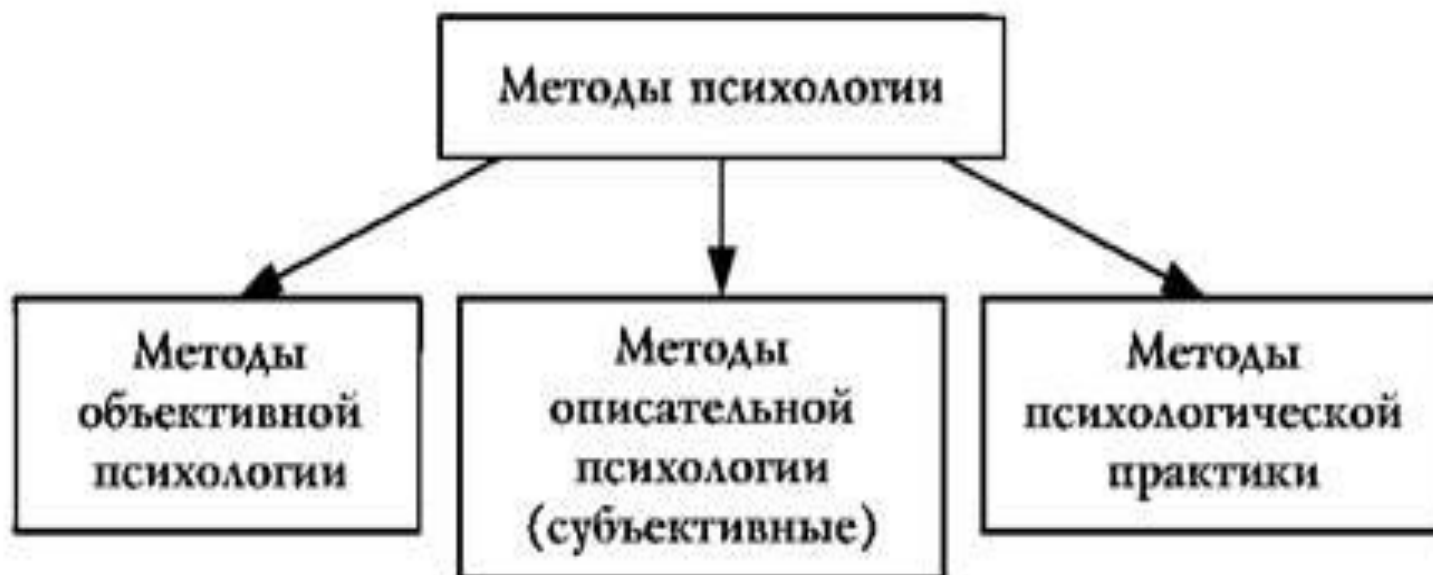 Методы психологии
Методы
объективной
психологии
Методы
описательной
психологии
(субъективные)
Методы
психологической
практики